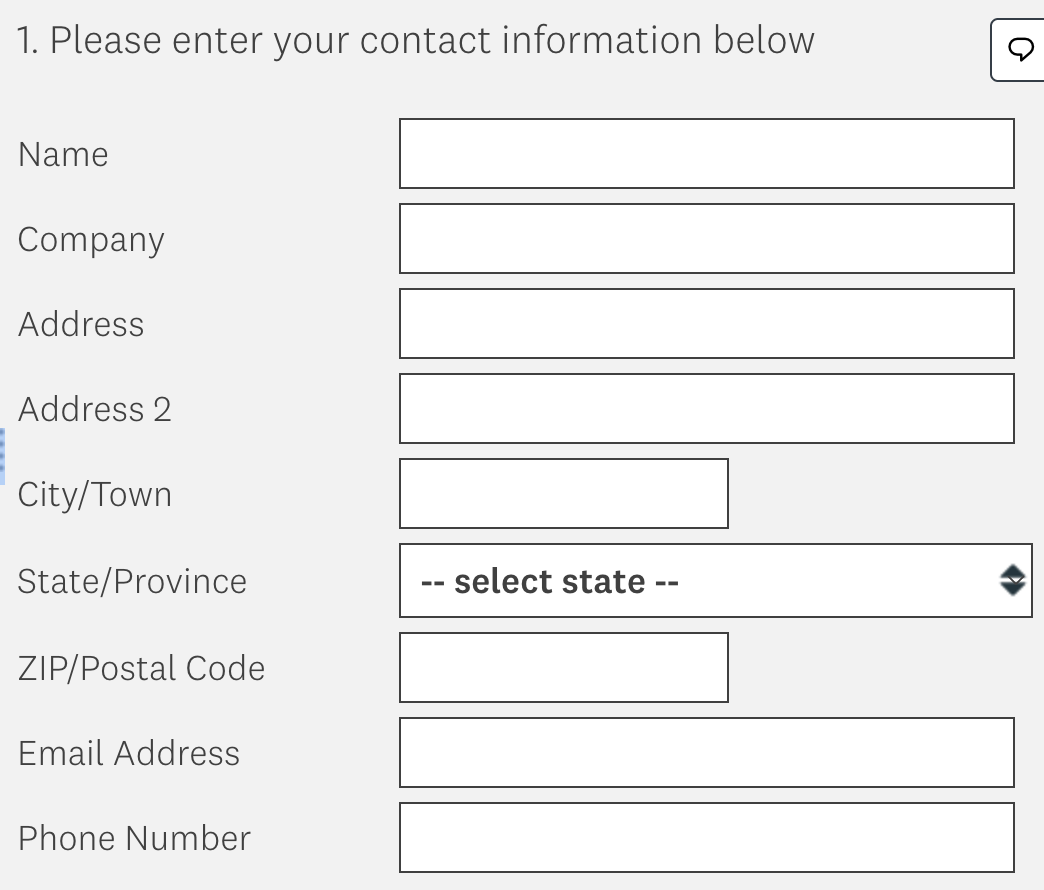 1. Please enter your contact information below
Name
Company
Address
Address 2
City/Town
State/Province
-- select state --
ZIP/Postal Code
Email Address
Phone Number